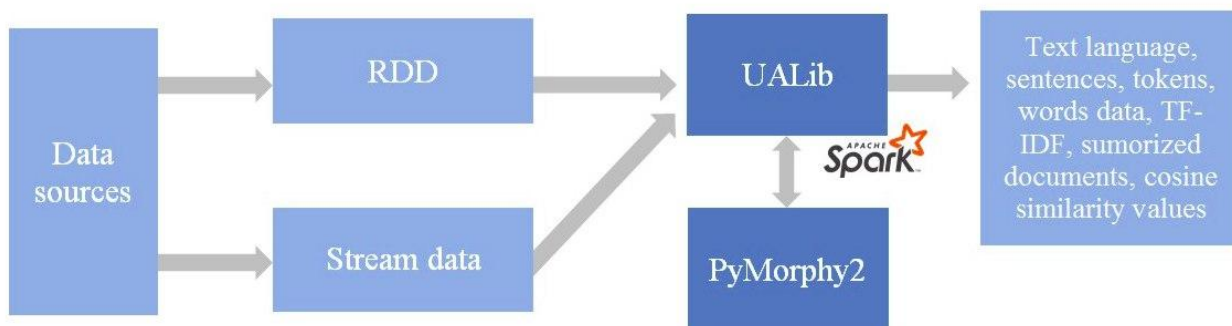 Data
sources
RDD
Stream data
UALib
APACHE
Spark
PyMorphy2
Text language,
sentences, tokens,
words data, TF-
IDF, sumorized
documents, cosine
similarity values